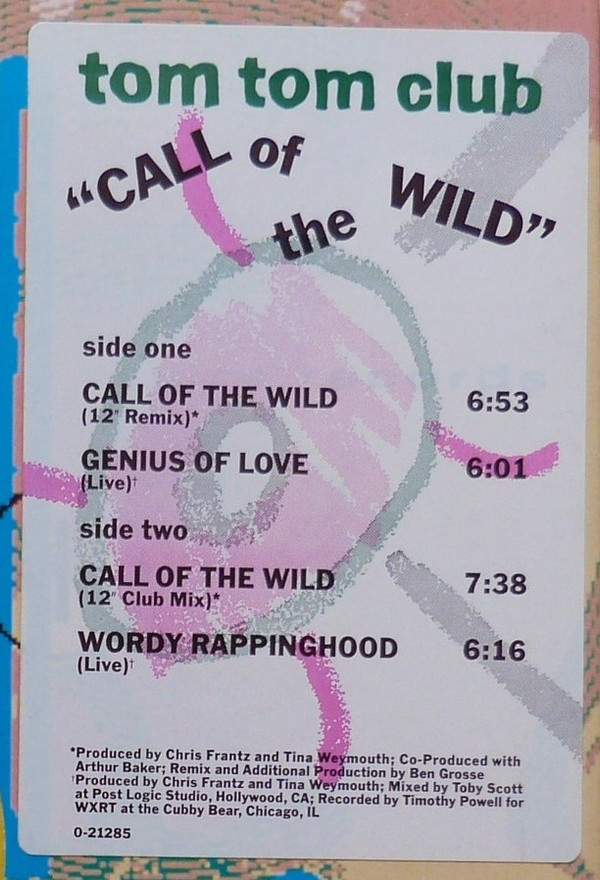 tom tom club
“CALL of the WILD”
side one
CALL OF THE WILD 6:53
(12" Remix)*
GENIUS OF LOVE 6:01
(Live)†
side two
CALL OF THE WILD 7:38
(12" Club Mix)*
WORDY RAPPINGHOOD 6:16
(Live)†
*Produced by Chris Frantz and Tina Weymouth; Co-Produced with
Arthur Baker; Remix and Additional Production by Ben Grosse
†Produced by Chris Frantz and Tina Weymouth; Mixed by Toby Scott
at Post Logic Studio, Hollywood, CA; Recorded by Timothy Powell for
WXRT at the Cubby Bear, Chicago, IL
0-21285